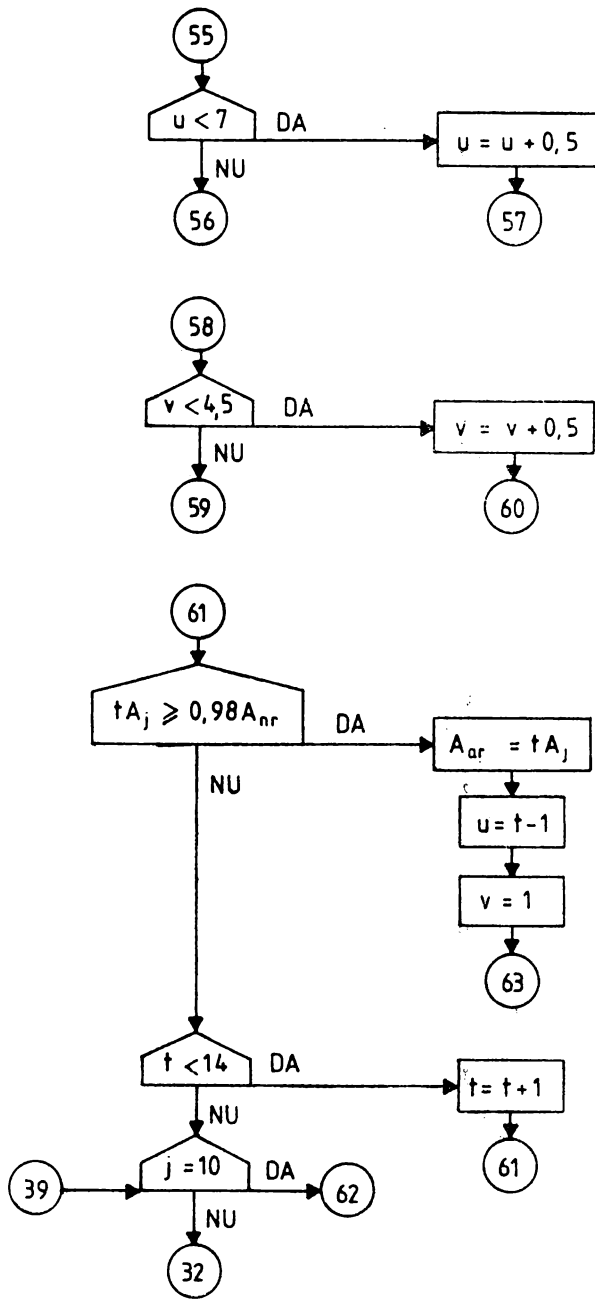 55
u < 7 DA
u = u + 0,5
NU
56
57
58
v < 4,5 DA
v = v + 0,5
NU
59
60
61
tA_j ⩾ 0,98A_nr DA
A_ar = tA_j
NU
u = t-1
v = 1
63
t < 14 DA
t = t + 1
NU
61
39
j = 10 DA
62
NU
32